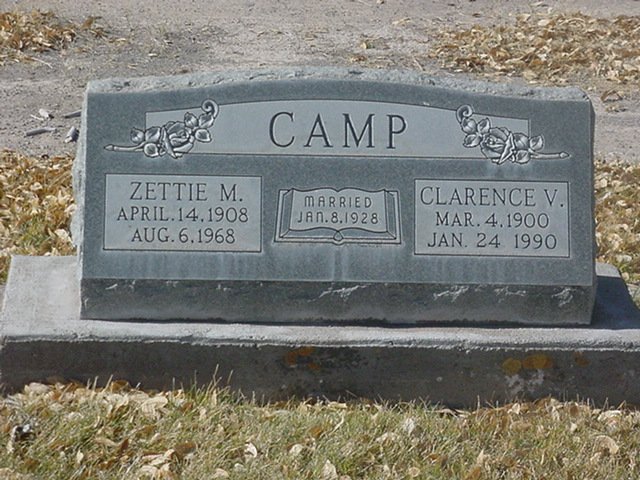 CAMP
ZETTIE M.
APRIL.14,1908
AUG.6,1968
MARRIED
JAN.8,1928
CLARENCE V.
MAR.4,1900
JAN.24 1990